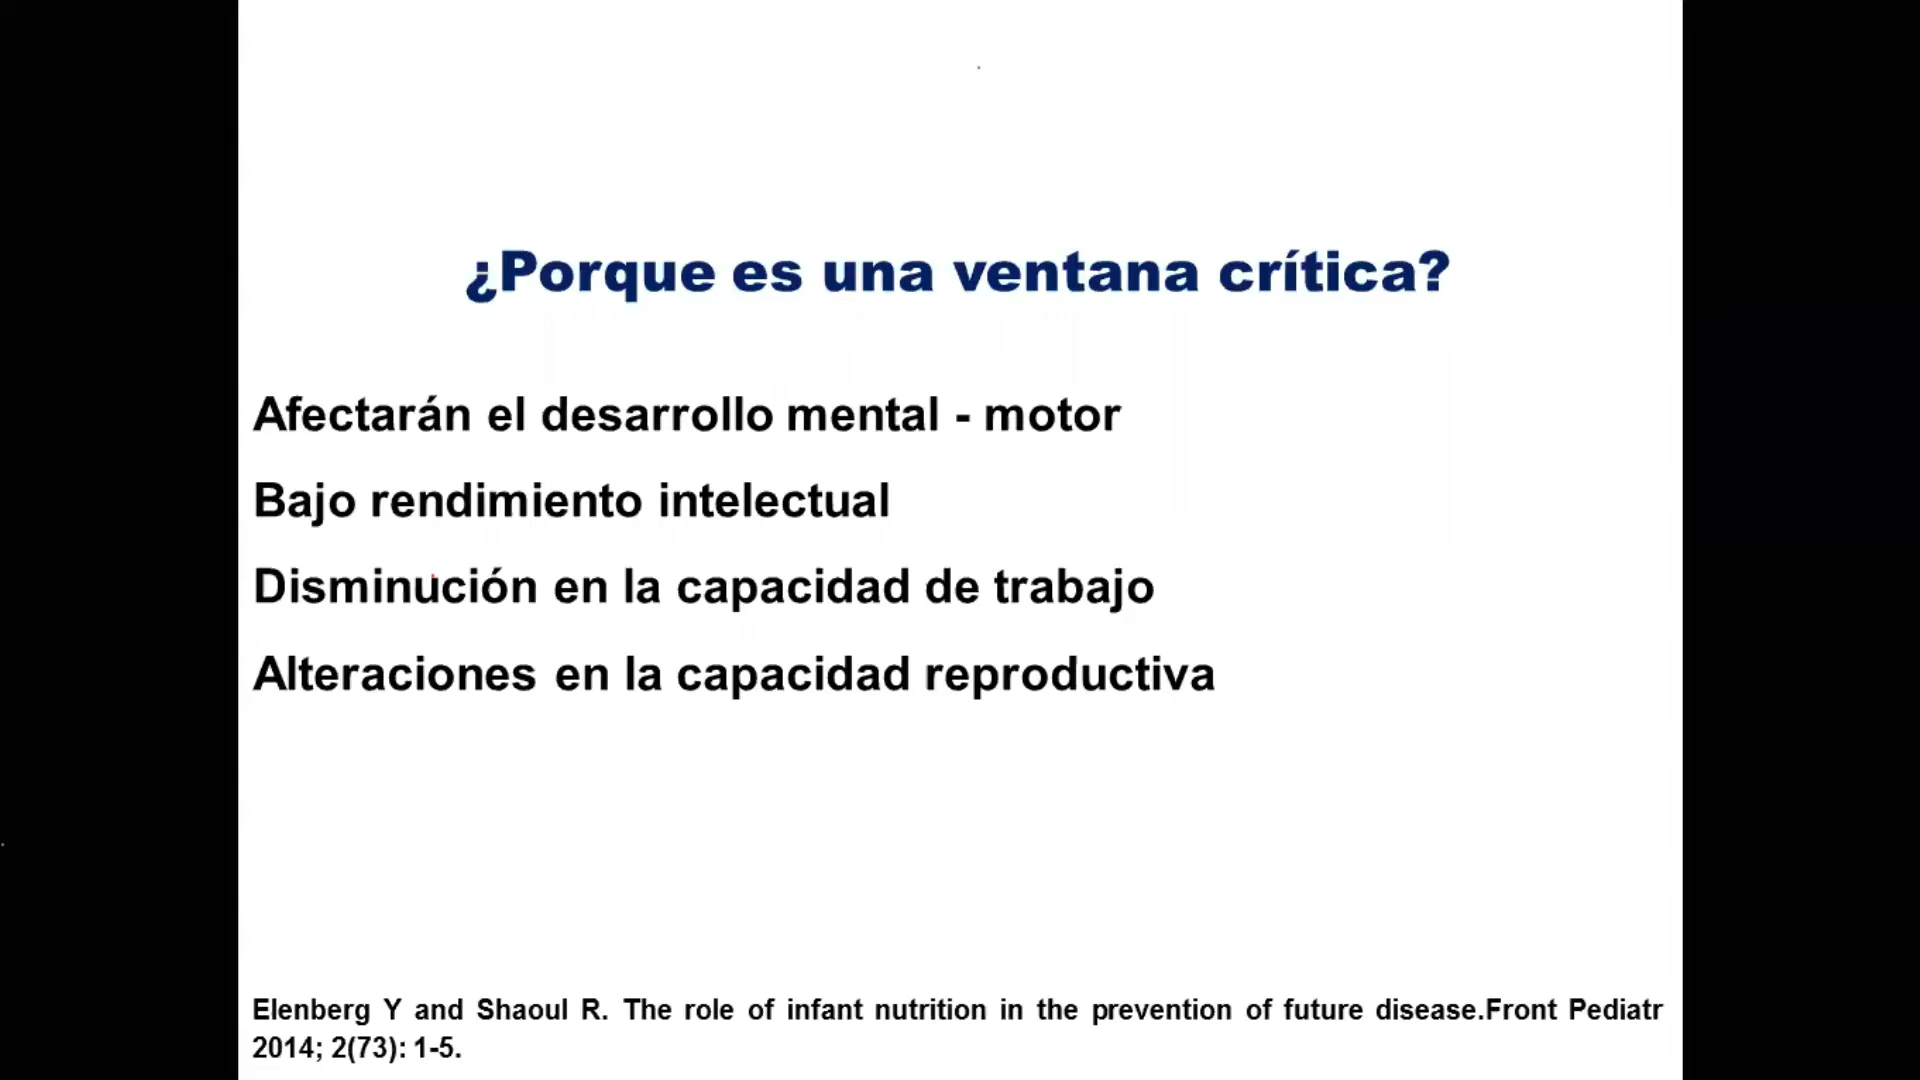 ¿Porque es una ventana crítica?
Afectarán el desarrollo mental - motor
Bajo rendimiento intelectual
Disminución en la capacidad de trabajo
Alteraciones en la capacidad reproductiva
Elenberg Y and Shaoul R. The role of infant nutrition in the prevention of future disease.Front Pediatr
2014; 2(73): 1-5.